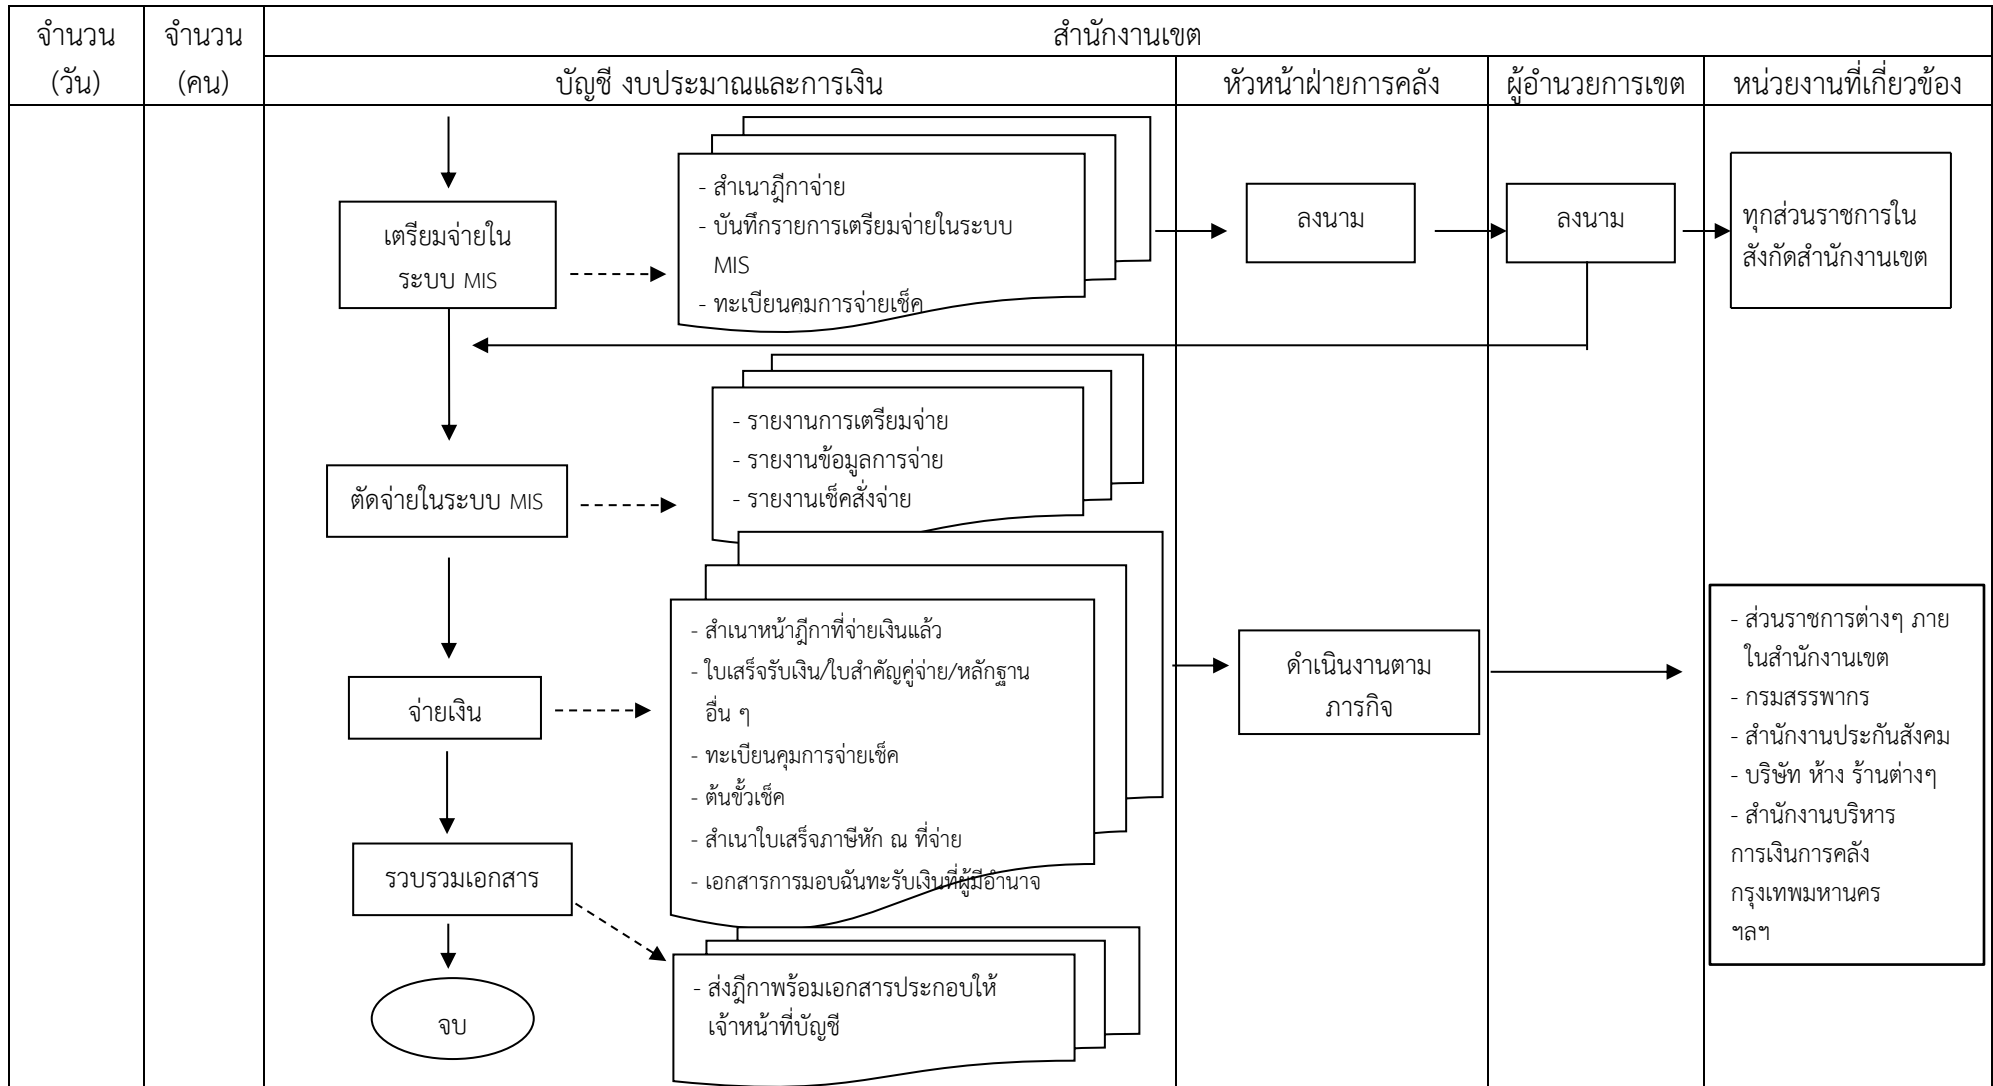 จำนวน
(วัน)
จำนวน
(คน)
สำนักงานเขต
บัญชี งบประมาณและการเงิน
หัวหน้าฝ่ายการคลัง
ผู้อำนวยการเขต
หน่วยงานที่เกี่ยวข้อง
เตรียมจ่ายใน
ระบบ MIS
- สำเนาฎีกาจ่าย
- บันทึกรายการเตรียมจ่ายในระบบ
MIS
- ทะเบียนคุมการจ่ายเช็ค
ลงนาม
ลงนาม
ทุกส่วนราชการใน
สังกัดสำนักงานเขต
ตัดจ่ายในระบบ MIS
- รายงานการเตรียมจ่าย
- รายงานข้อมูลการจ่าย
- รายงานเช็คสั่งจ่าย
จ่ายเงิน
- สำเนาหน้าฎีกาที่จ่ายเงินแล้ว
- ใบเสร็จรับเงิน/ใบสำคัญคู่จ่าย/หลักฐาน
อื่น ๆ
- ทะเบียนคุมการจ่ายเช็ค
- ต้นขั้วเช็ค
- สำเนาใบเสร็จภาษีหัก ณ ที่จ่าย
- เอกสารการมอบฉันทะรับเงินที่ผู้มีอำนาจ
ดำเนินงานตาม
ภารกิจ
- ส่วนราชการต่างๆ ภาย
ในสำนักงานเขต
- กรมสรรพากร
- สำนักงานประกันสังคม
- บริษัท ห้าง ร้านต่างๆ
- สำนักงานบริหาร
การเงินการคลัง
กรุงเทพมหานคร
ฯลฯ
รวบรวมเอกสาร
- ส่งฎีกาพร้อมเอกสารประกอบให้
เจ้าหน้าที่บัญชี
จบ